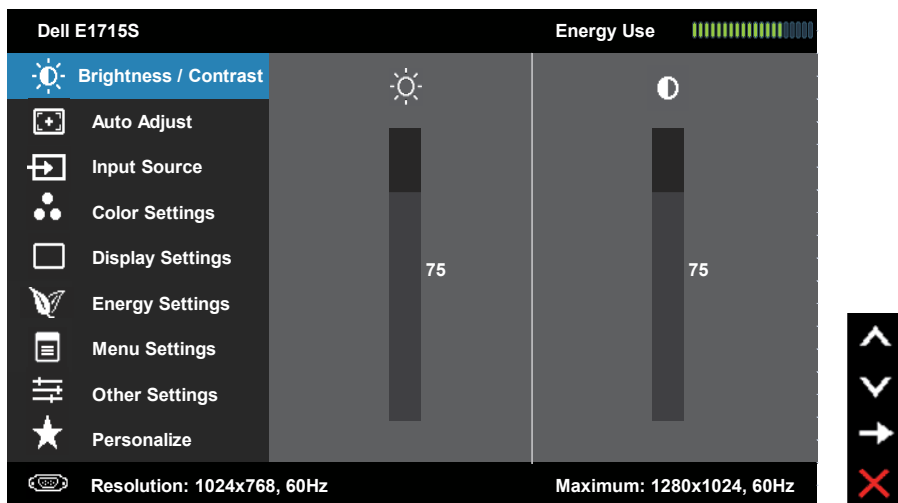 Dell E1715S Energy Use
Brightness / Contrast
Auto Adjust
Input Source
Color Settings
Display Settings
75 75
Energy Settings
Menu Settings
Other Settings
Personalize
Resolution: 1024x768, 60Hz Maximum: 1280x1024, 60Hz